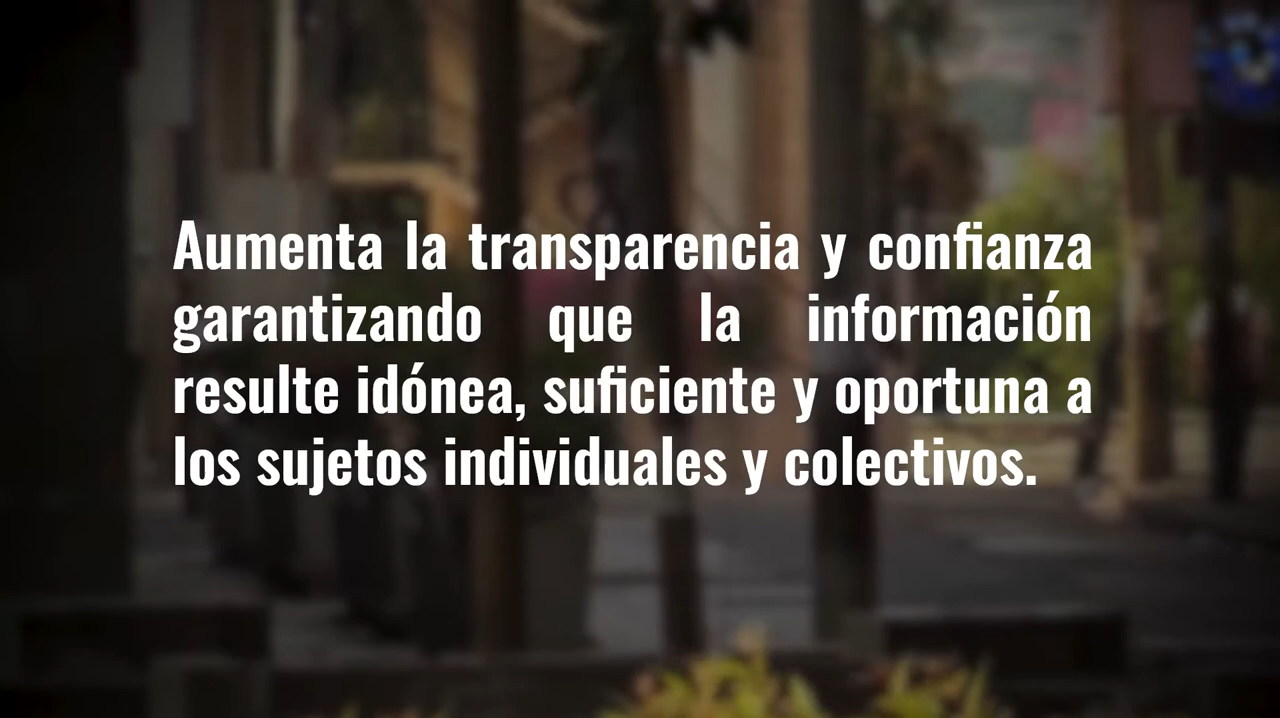 Aumenta la transparencia y confianza
garantizando que la información
resulte idónea, suficiente y oportuna a
los sujetos individuales y colectivos.